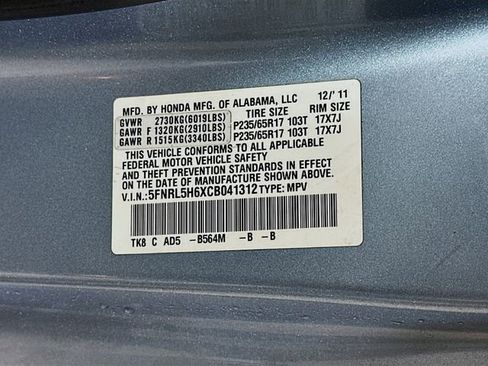 MFD. BY HONDA MFG. OF ALABAMA, LLC 12/'11
GVWR 2730KG(6019LBS) TIRE SIZE RIM SIZE
GAWR F 1320KG(2910LBS) P235/65R17 103T 17X7J
GAWR R 1515KG(3340LBS) P235/65R17 103T 17X7J
THIS VEHICLE CONFORMS TO ALL APPLICABLE
FEDERAL MOTOR VEHICLE SAFETY AND
THEFT PREVENTION STANDARDS IN EFFECT ON
THE DATE OF MANUFACTURE SHOWN ABOVE.
V.I.N.: 5FNRL5H6XCB041312 TYPE: MPV
TK8 C AD5 -B564M -B -B